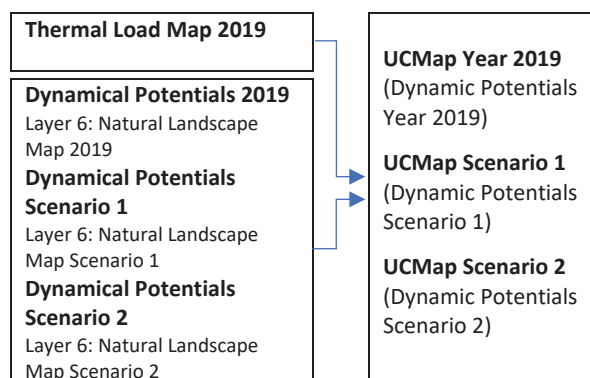 Thermal Load Map 2019
Dynamical Potentials 2019
Layer 6: Natural Landscape
Map 2019
Dynamical Potentials
Scenario 1
Layer 6: Natural Landscape
Map Scenario 1
Dynamical Potentials
Scenario 2
Layer 6: Natural Landscape
Map Scenario 2
UCMap Year 2019
(Dynamic Potentials
Year 2019)
UCMap Scenario 1
(Dynamic Potentials
Scenario 1)
UCMap Scenario 2
(Dynamic Potentials
Scenario 2)